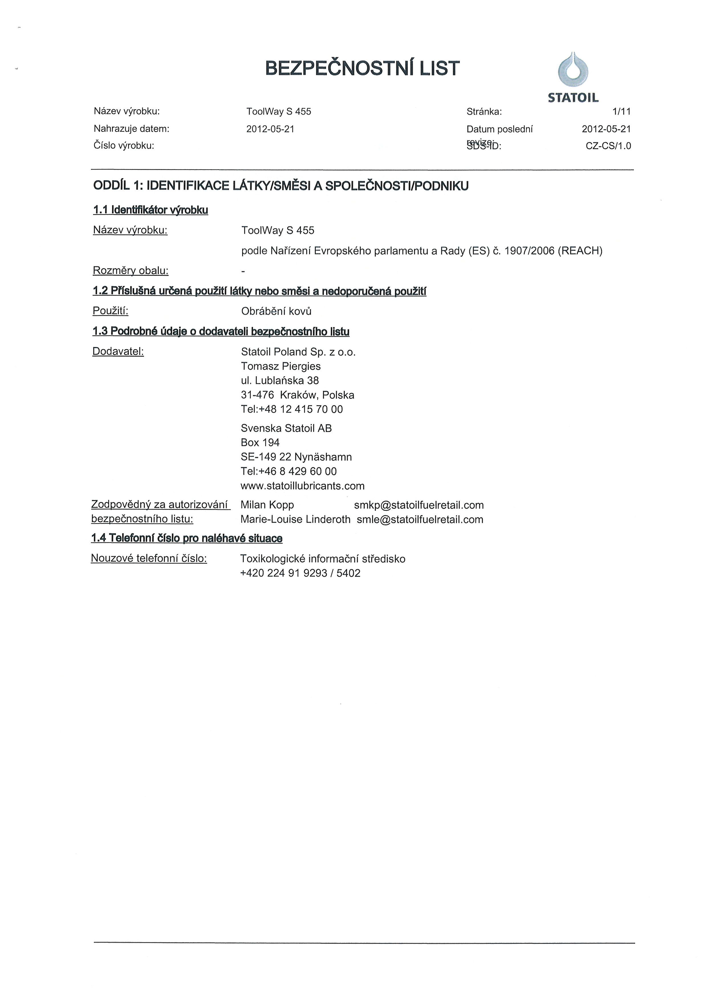 BEZPEČNOSTNÍ LIST
STATOIL
Název výrobku: ToolWay S 455 Stránka: 1/11
Nahrazuje datem: 2012-05-21 Datum poslední revize: 2012-05-21
Číslo výrobku: SDS-ID: CZ-CS/1.0
ODDÍL 1: IDENTIFIKACE LÁTKY/SMĚSI A SPOLEČNOSTI/PODNIKU
1.1 Identifikátor výrobku
Název výrobku: ToolWay S 455
podle Nařízení Evropského parlamentu a Rady (ES) č. 1907/2006 (REACH)
Rozměry obalu: -
1.2 Příslušná určená použití látky nebo směsi a nedoporučená použití
Použití: Obrábění kovů
1.3 Podrobné údaje o dodavateli bezpečnostního listu
Dodavatel: Statoil Poland Sp. z o.o.
Tomasz Piergies
ul. Lublańska 38
31-476 Kraków, Polska
Tel:+48 12 415 70 00
Svenska Statoil AB
Box 194
SE-149 22 Nynäshamn
Tel:+46 8 429 60 00
www.statoillubricants.com
Zodpovědný za autorizování Milan Kopp smkp@statoilfuelretail.com
bezpečnostního listu: Marie-Louise Linderoth smle@statoilfuelretail.com
1.4 Telefonní číslo pro naléhavé situace
Nouzové telefonní číslo: Toxikologické informační středisko
+420 224 91 9293 / 5402